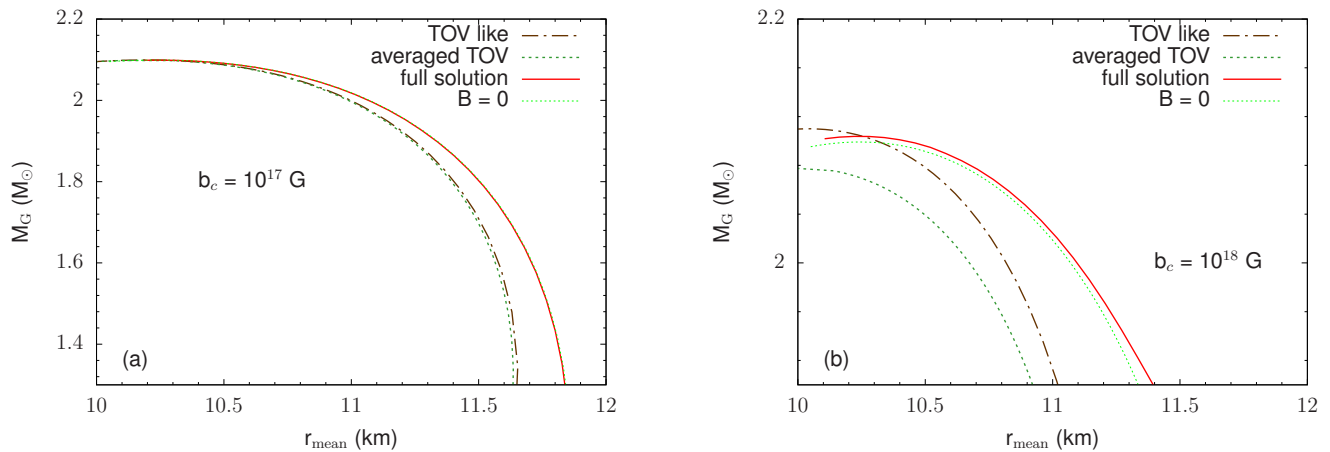 2.2
2
1.8
1.6
1.4
M_G (M_⊙)
TOV like
averaged TOV
full solution
B = 0
b_c = 10^17 G
(a)
10 10.5 11 11.5 12
r_mean (km)
2.2
2
M_G (M_⊙)
TOV like
averaged TOV
full solution
B = 0
b_c = 10^18 G
(b)
10 10.5 11 11.5 12
r_mean (km)